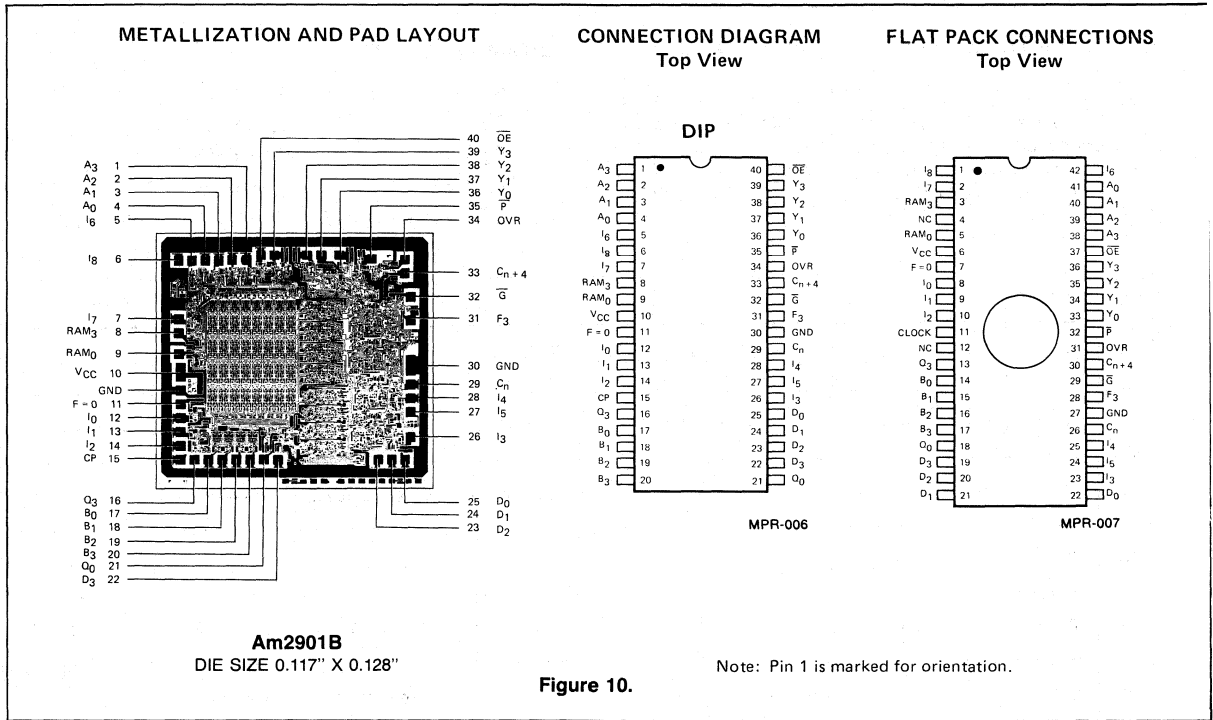 METALLIZATION AND PAD LAYOUT
A3 1
A2 2
A1 3
A0 4
I6 5
I8 6
I7 7
RAM3 8
RAM0 9
VCC 10
GND
F = 0 11
I0 12
I1 13
I2 14
CP 15
Q3 16
B0 17
B1 18
B2 19
B3 20
Q0 21
D3 22
40 O̅E̅
39 Y3
38 Y2
37 Y1
36 Y0
35 P̅
34 OVR
33 Cn + 4
32 G̅
31 F3
30 GND
29 Cn
28 I4
27 I5
26 I3
25 D0
24 D1
23 D2
Am2901B
DIE SIZE 0.117" X 0.128"
CONNECTION DIAGRAM
Top View
DIP
A3 1 40 O̅E̅
A2 2 39 Y3
A1 3 38 Y2
A0 4 37 Y1
I6 5 36 Y0
I8 6 35 P̅
I7 7 34 OVR
RAM3 8 33 Cn + 4
RAM0 9 32 G̅
VCC 10 31 F3
F = 0 11 30 GND
I0 12 29 Cn
I1 13 28 I4
I2 14 27 I5
CP 15 26 I3
Q3 16 25 D0
B0 17 24 D1
B1 18 23 D2
B2 19 22 D3
B3 20 21 Q0
MPR-006
FLAT PACK CONNECTIONS
Top View
I8 1 42 I6
I7 2 41 A0
RAM3 3 40 A1
NC 4 39 A2
RAM0 5 38 A3
VCC 6 37 O̅E̅
F = 0 7 36 Y3
I0 8 35 Y2
I1 9 34 Y1
I2 10 33 Y0
CLOCK 11 32 P̅
NC 12 31 OVR
Q3 13 30 Cn + 4
B0 14 29 G̅
B1 15 28 F3
B2 16 27 GND
B3 17 26 Cn
Q0 18 25 I4
D3 19 24 I5
D2 20 23 I3
D1 21 22 D0
MPR-007
Note: Pin 1 is marked for orientation.
Figure 10.